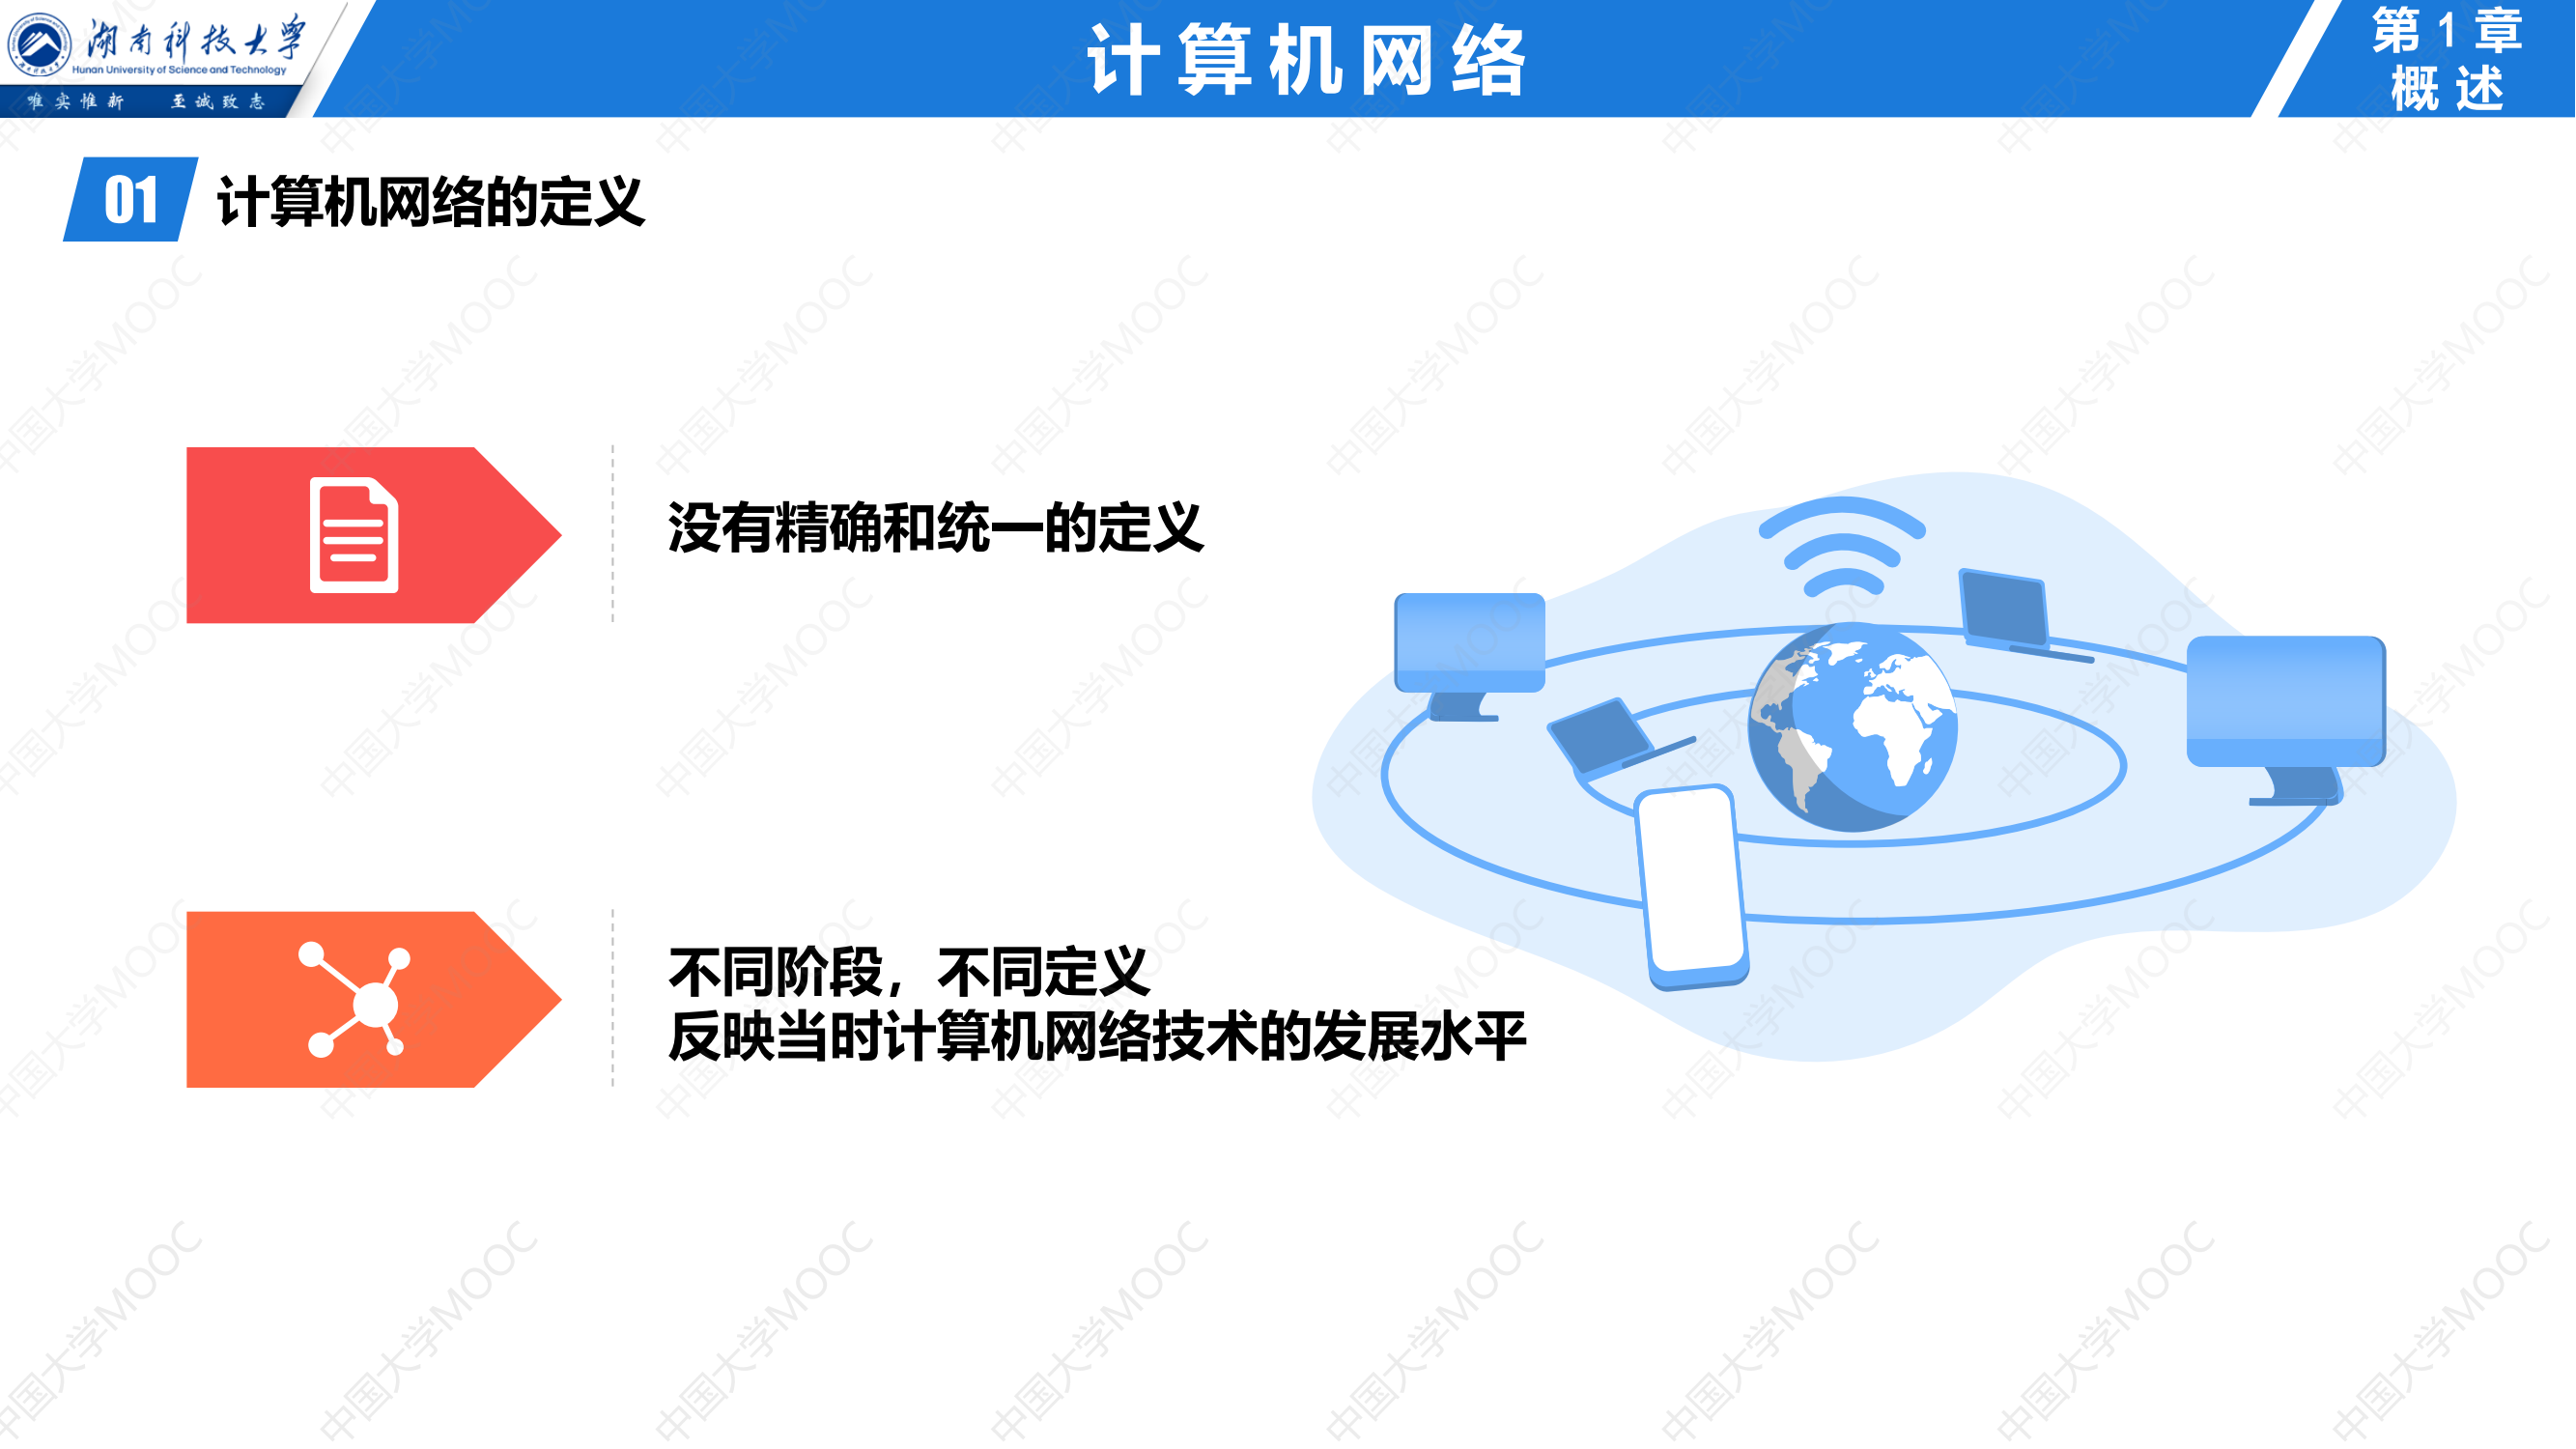 湖南科技大学
Hunan University of Science and Technology
唯实惟新 至诚致志
计算机网络
第1章
概述
01 计算机网络的定义
没有精确和统一的定义
不同阶段，不同定义
反映当时计算机网络技术的发展水平
中国大学MOOC